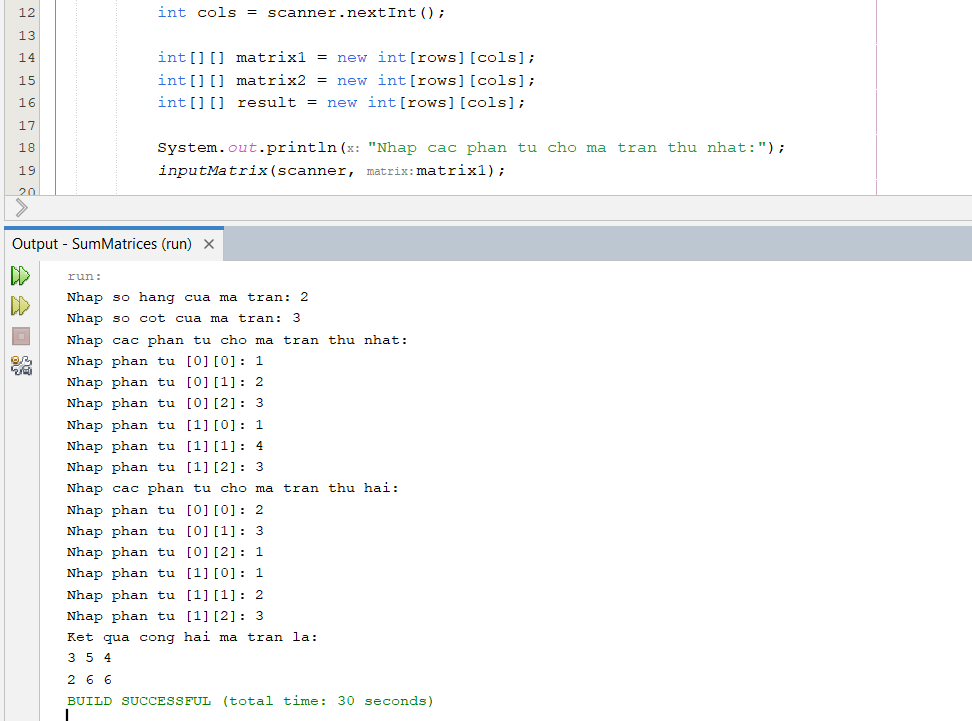 12 int cols = scanner.nextInt();
13
14 int[][] matrix1 = new int[rows][cols];
15 int[][] matrix2 = new int[rows][cols];
16 int[][] result = new int[rows][cols];
17
18 System.out.println(x: "Nhap cac phan tu cho ma tran thu nhat:");
19 inputMatrix(scanner, matrix: matrix1);
20
Output - SumMatrices (run)
run:
Nhap so hang cua ma tran: 2
Nhap so cot cua ma tran: 3
Nhap cac phan tu cho ma tran thu nhat:
Nhap phan tu [0][0]: 1
Nhap phan tu [0][1]: 2
Nhap phan tu [0][2]: 3
Nhap phan tu [1][0]: 1
Nhap phan tu [1][1]: 4
Nhap phan tu [1][2]: 3
Nhap cac phan tu cho ma tran thu hai:
Nhap phan tu [0][0]: 2
Nhap phan tu [0][1]: 3
Nhap phan tu [0][2]: 1
Nhap phan tu [1][0]: 1
Nhap phan tu [1][1]: 2
Nhap phan tu [1][2]: 3
Ket qua cong hai ma tran la:
3 5 4
2 6 6
BUILD SUCCESSFUL (total time: 30 seconds)